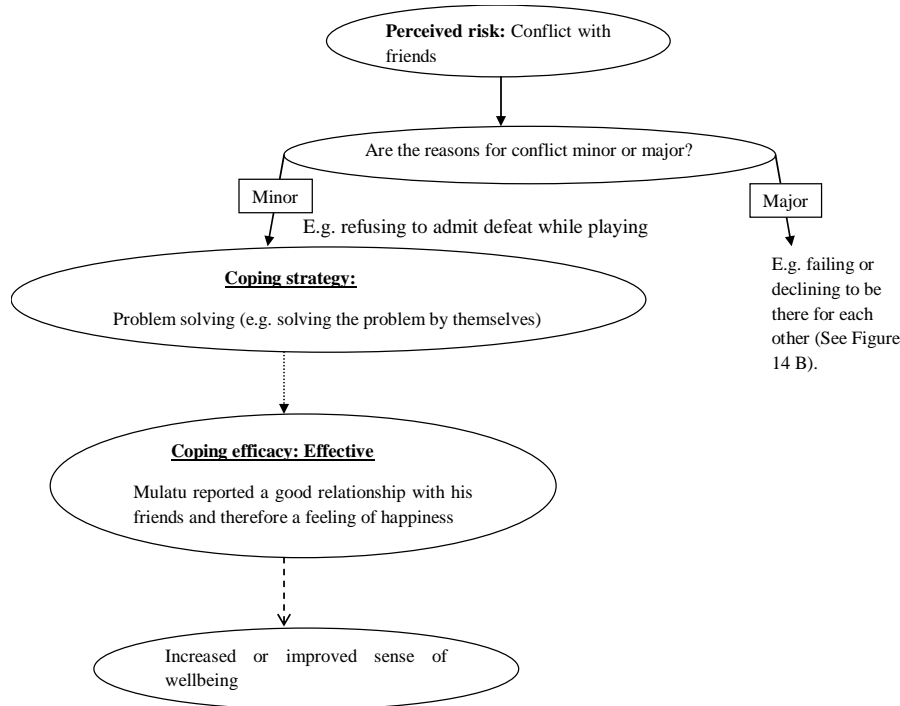 Perceived risk: Conflict with
friends
Are the reasons for conflict minor or major?
Minor
Major
E.g. refusing to admit defeat while playing
E.g. failing or
declining to be
there for each
other (See Figure
14 B).
Coping strategy:
Problem solving (e.g. solving the problem by themselves)
Coping efficacy: Effective
Mulatu reported a good relationship with his
friends and therefore a feeling of happiness
Increased or improved sense of
wellbeing